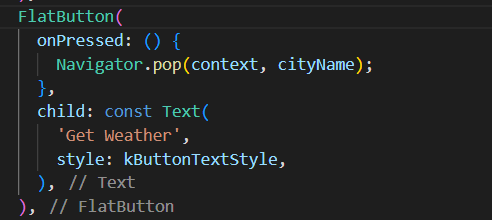 FlatButton(
  onPressed: () {
    Navigator.pop(context, cityName);
  },
  child: const Text(
    'Get Weather',
    style: kButtonTextStyle,
  ), // Text
), // FlatButton